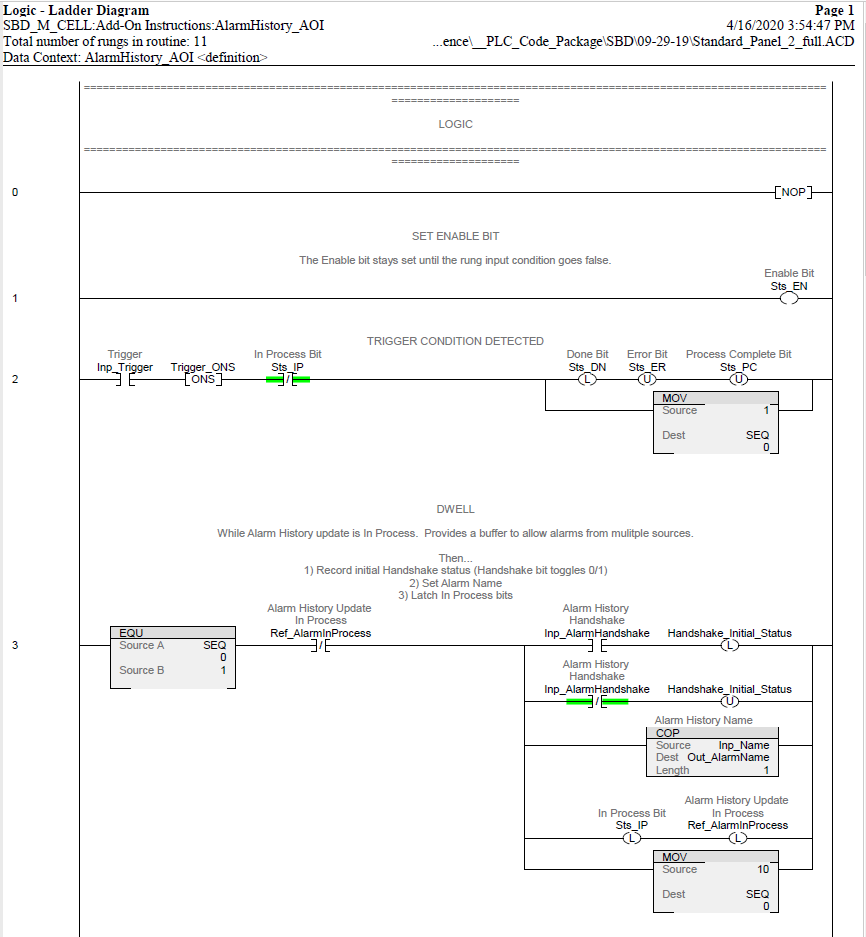 Logic - Ladder Diagram Page 1
SBD_M_CELL:Add-On Instructions:AlarmHistory_AOI 4/16/2020 3:54:47 PM
Total number of rungs in routine: 11 ...ence\__PLC_Code_Package\SBD\09-29-19\Standard_Panel_2_full.ACD
Data Context: AlarmHistory_AOI <definition>
LOGIC
0 NOP
SET ENABLE BIT
The Enable bit stays set until the rung input condition goes false.
Enable Bit
Sts_EN
1
TRIGGER CONDITION DETECTED
Trigger In Process Bit Done Bit Error Bit Process Complete Bit
Inp_Trigger Trigger_ONS Sts_IP Sts_DN Sts_ER Sts_PC
2 ONS / L U U
MOV
Source 1
Dest SEQ
0
DWELL
While Alarm History update is In Process. Provides a buffer to allow alarms from mulitple sources.
Then...
1) Record initial Handshake status (Handshake bit toggles 0/1)
2) Set Alarm Name
3) Latch In Process bits
Alarm History Update Alarm History
In Process Handshake
EQU Ref_AlarmInProcess Inp_AlarmHandshake Handshake_Initial_Status
3 Source A SEQ / L
0
Source B 1
Alarm History
Handshake
Inp_AlarmHandshake Handshake_Initial_Status
/ U
Alarm History Name
COP
Source Inp_Name
Dest Out_AlarmName
Length 1
Alarm History Update
In Process Bit In Process
Sts_IP Ref_AlarmInProcess
L L
MOV
Source 10
Dest SEQ
0